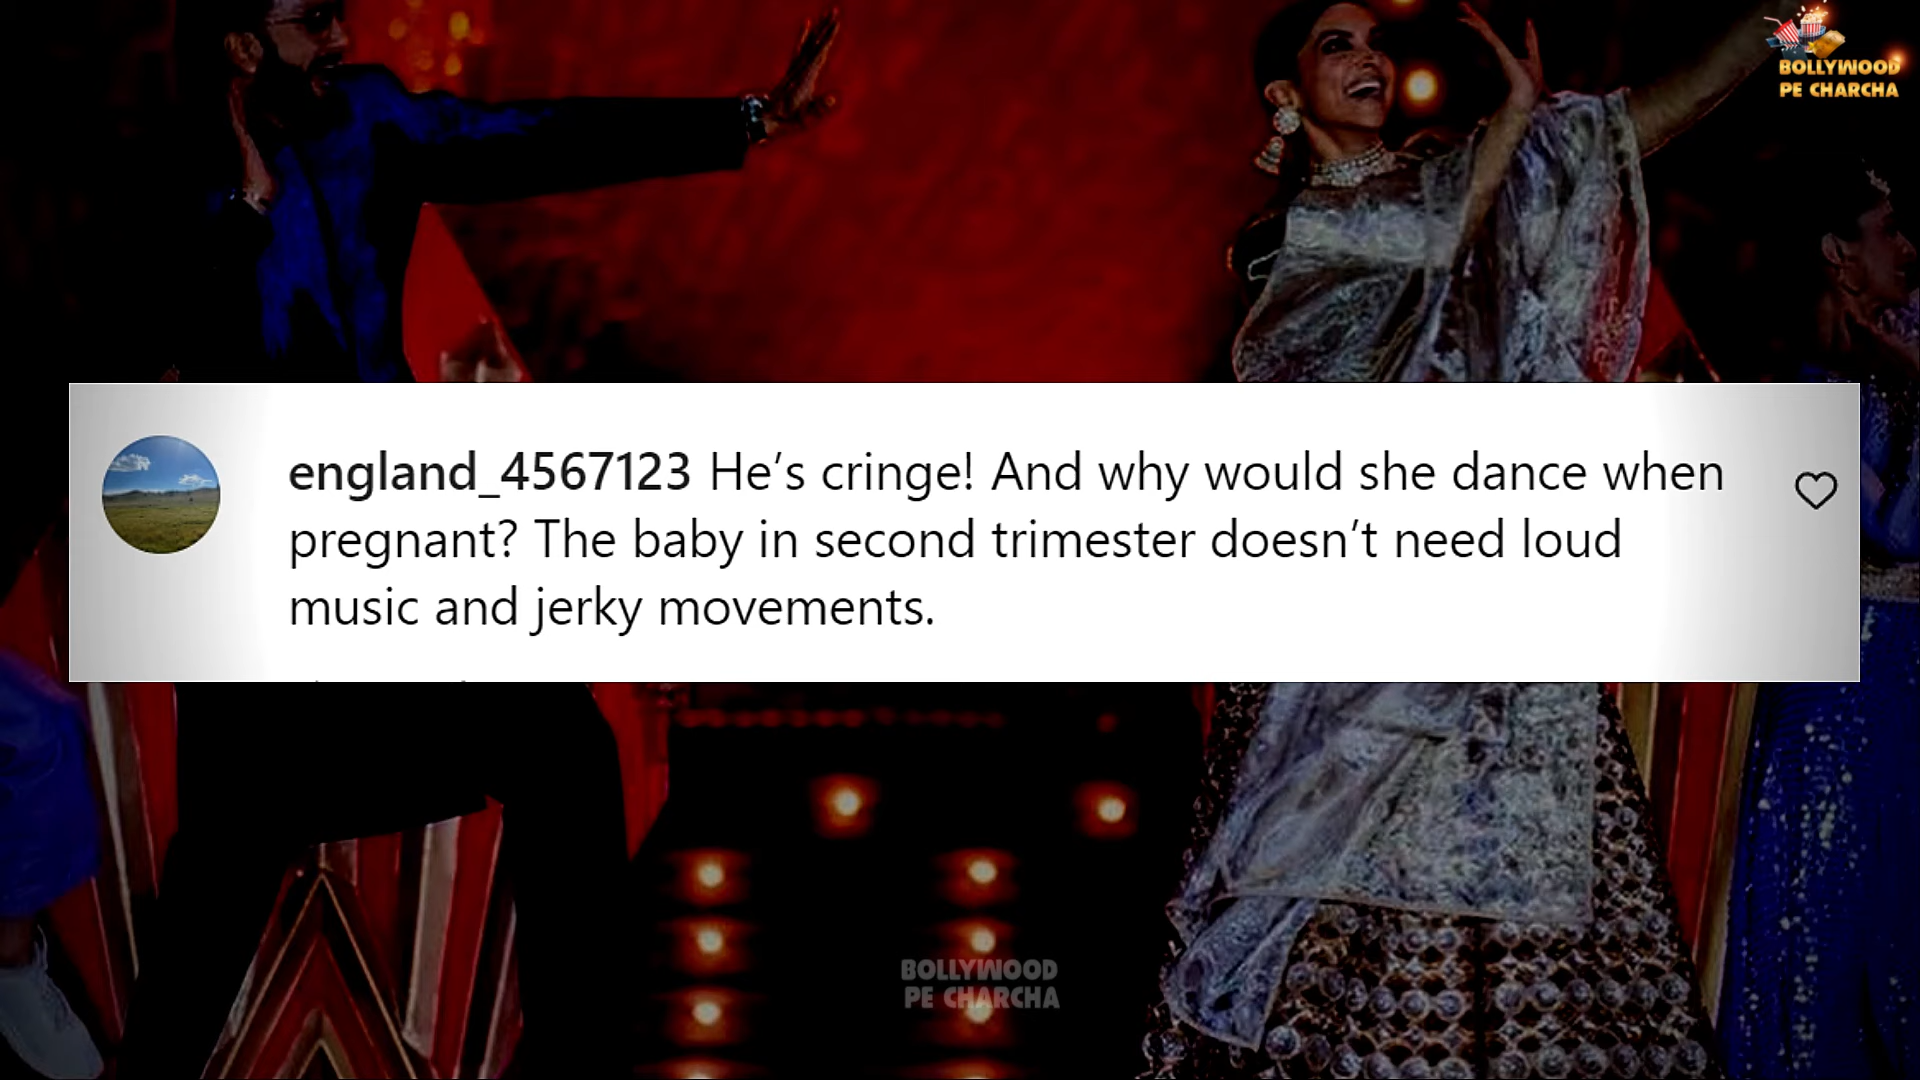 BOLLYWOOD
PE CHARCHA
england_4567123 He’s cringe! And why would she dance when
pregnant? The baby in second trimester doesn’t need loud
music and jerky movements.
BOLLYWOOD
PE CHARCHA